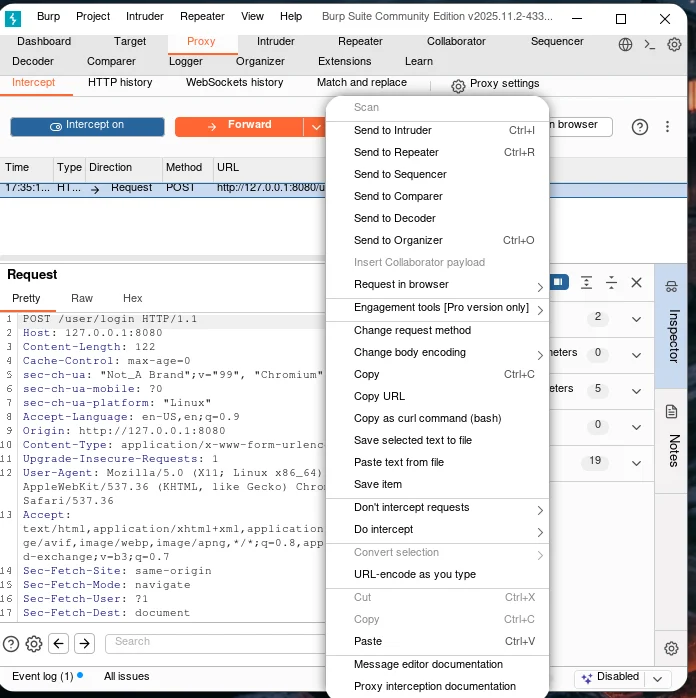 Burp Project Intruder Repeater View Help Burp Suite Community Edition v2025.11.2-433...
Dashboard Target Proxy Intruder Repeater Collaborator Sequencer
Decoder Comparer Logger Organizer Extensions Learn
Intercept HTTP history WebSockets history Match and replace Proxy settings
Intercept on Forward n browser
Time Type Direction Method URL
17:35:1... HT... Request POST http://127.0.0.1:8080/u
Request
Pretty Raw Hex
1 POST /user/login HTTP/1.1
2 Host: 127.0.0.1:8080
3 Content-Length: 122
4 Cache-Control: max-age=0
5 sec-ch-ua: "Not_A Brand";v="99", "Chromium"
6 sec-ch-ua-mobile: ?0
7 sec-ch-ua-platform: "Linux"
8 Accept-Language: en-US,en;q=0.9
9 Origin: http://127.0.0.1:8080
10 Content-Type: application/x-www-form-urlenc
11 Upgrade-Insecure-Requests: 1
12 User-Agent: Mozilla/5.0 (X11; Linux x86_64)
AppleWebKit/537.36 (KHTML, like Gecko) Chro
Safari/537.36
13 Accept:
text/html,application/xhtml+xml,application
ge/avif,image/webp,image/apng,*/*;q=0.8,app
d-exchange;v=b3;q=0.7
14 Sec-Fetch-Site: same-origin
15 Sec-Fetch-Mode: navigate
16 Sec-Fetch-User: ?1
17 Sec-Fetch-Dest: document
Search
Event log (1) All issues
Scan
Send to Intruder Ctrl+I
Send to Repeater Ctrl+R
Send to Sequencer
Send to Comparer
Send to Decoder
Send to Organizer Ctrl+O
Insert Collaborator payload
Request in browser
Engagement tools [Pro version only]
Change request method
Change body encoding
Copy Ctrl+C
Copy URL
Copy as curl command (bash)
Save selected text to file
Paste text from file
Save item
Don't intercept requests
Do intercept
Convert selection
URL-encode as you type
Cut Ctrl+X
Copy Ctrl+C
Paste Ctrl+V
Message editor documentation
Proxy interception documentation
2
meters 0
eters 5
0
19
Inspector
Notes
Disabled